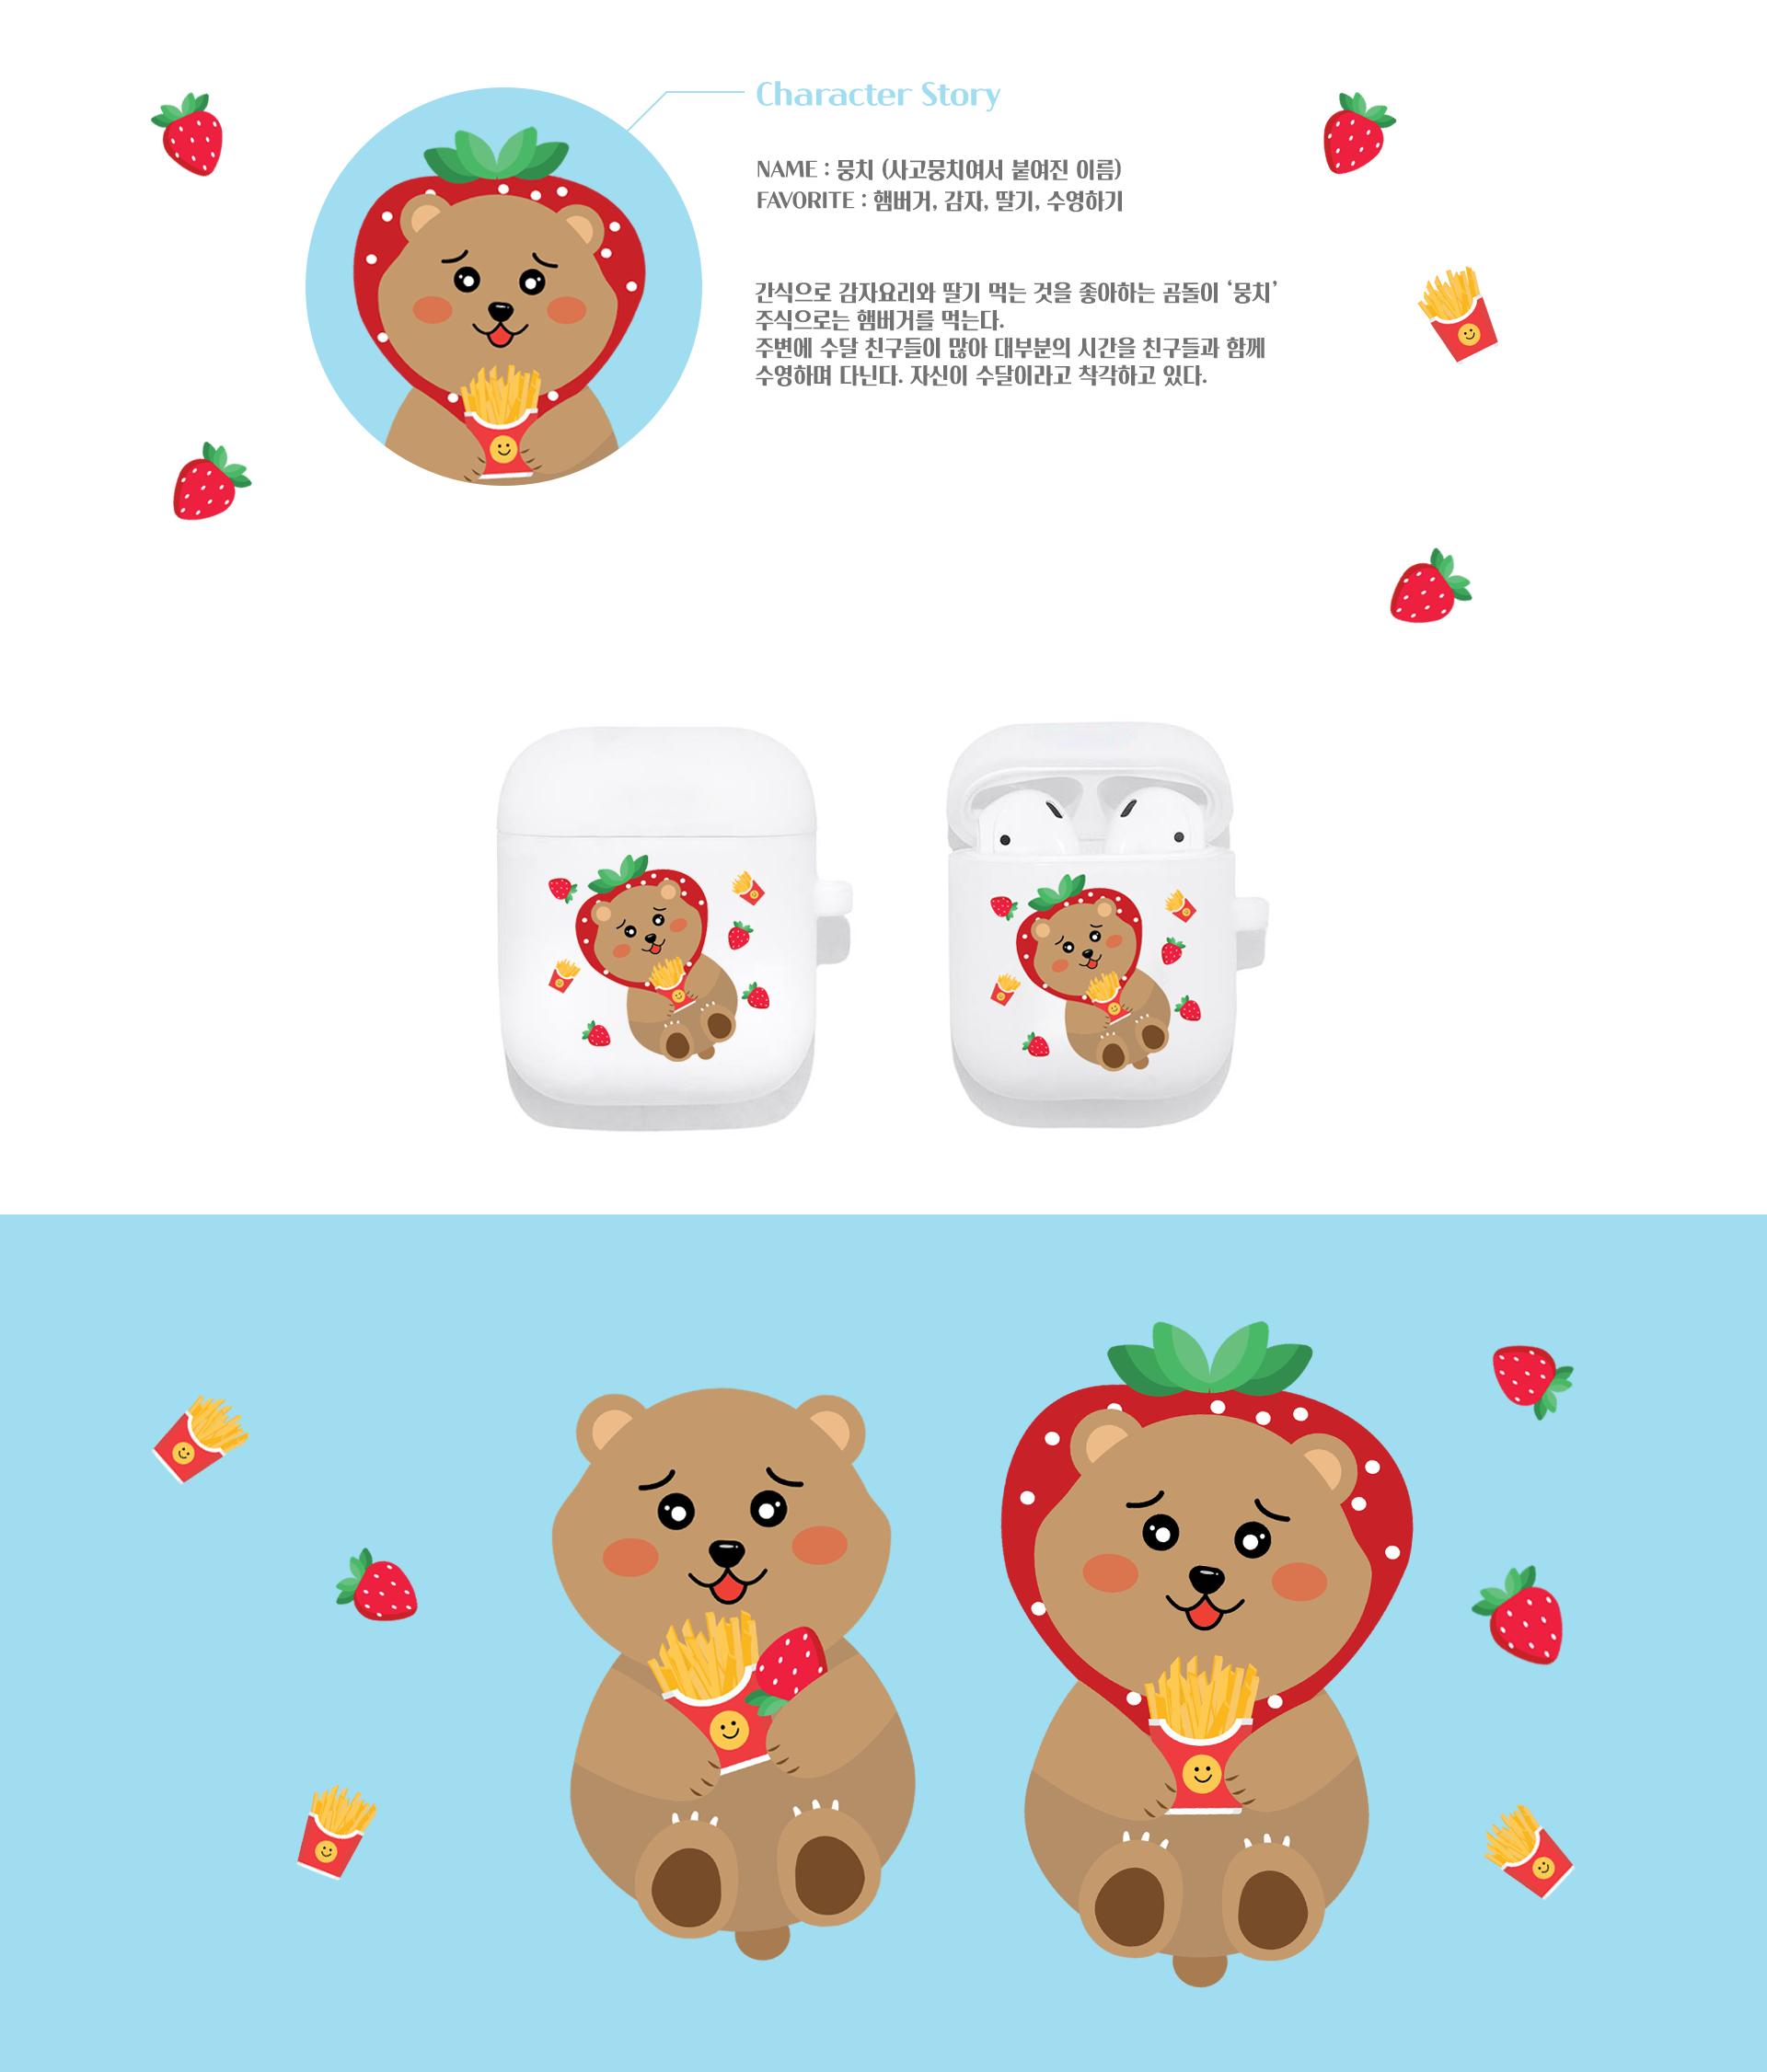 Character Story
NAME : 뭉치 (사고뭉치여서 붙여진 이름)
FAVORITE : 햄버거, 감자, 딸기, 수영하기
간식으로 감자요리와 딸기 먹는 것을 좋아하는 곰돌이 ‘뭉치’
주식으로는 햄버거를 먹는다.
주변에 수달 친구들이 많아 대부분의 시간을 친구들과 함께
수영하며 다닌다. 자신이 수달이라고 착각하고 있다.